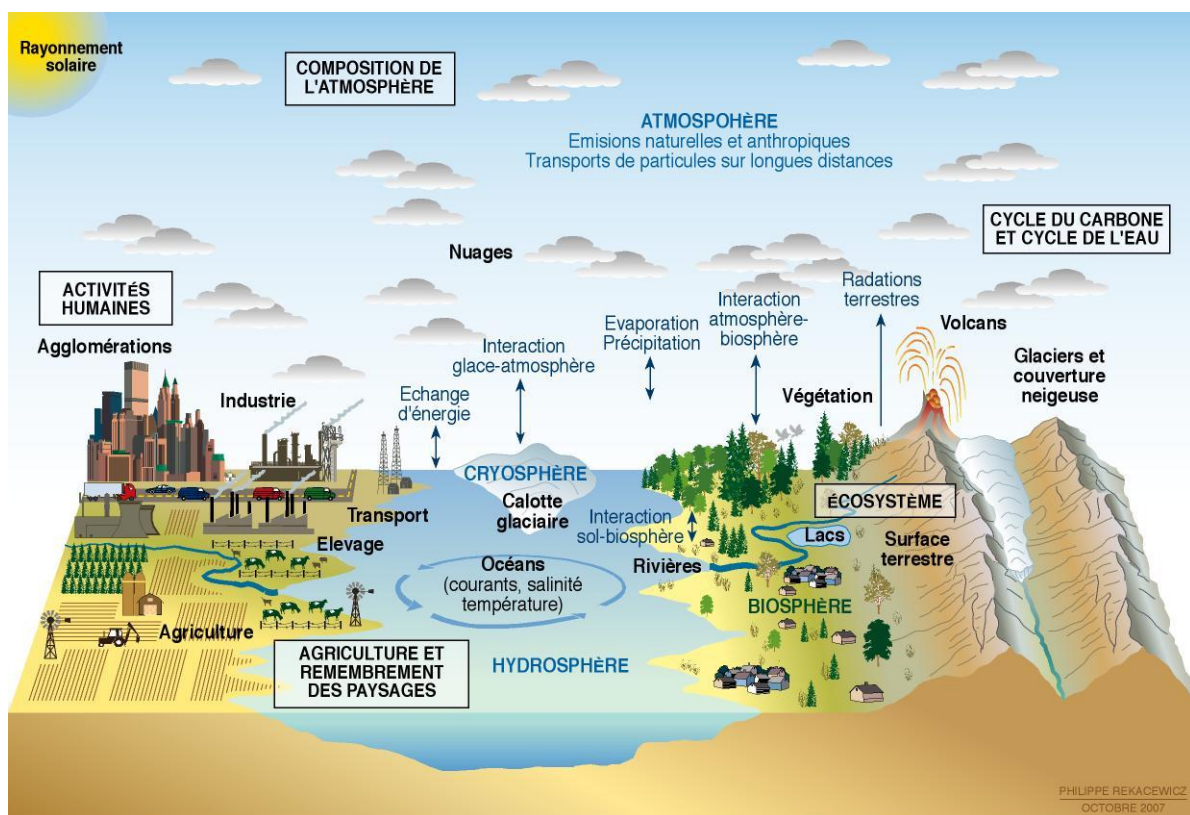 Rayonnement
solaire
COMPOSITION DE
L'ATMOSPHÈRE
ATMOSPOHÈRE
Emisions naturelles et anthropiques
Transports de particules sur longues distances
CYCLE DU CARBONE
ET CYCLE DE L'EAU
Nuages
ACTIVITÉS
HUMAINES
Agglomérations
Industrie
Echange
d'énergie
Interaction
glace-atmosphère
Evaporation
Précipitation
Interaction
atmosphère-
biosphère
Radations
terrestres
Volcans
Glaciers et
couverture
neigeuse
Végétation
CRYOSPHÈRE
Calotte
glaciaire
Transport
Elevage
Interaction
sol-biosphère
ÉCOSYSTÈME
Lacs
Surface
terrestre
Rivières
Océans
(courants, salinité
température)
BIOSPHÈRE
Agriculture
AGRICULTURE ET
REMEMBREMENT
DES PAYSAGES
HYDROSPHÈRE
PHILIPPE REKACEWICZ
OCTOBRE 2007